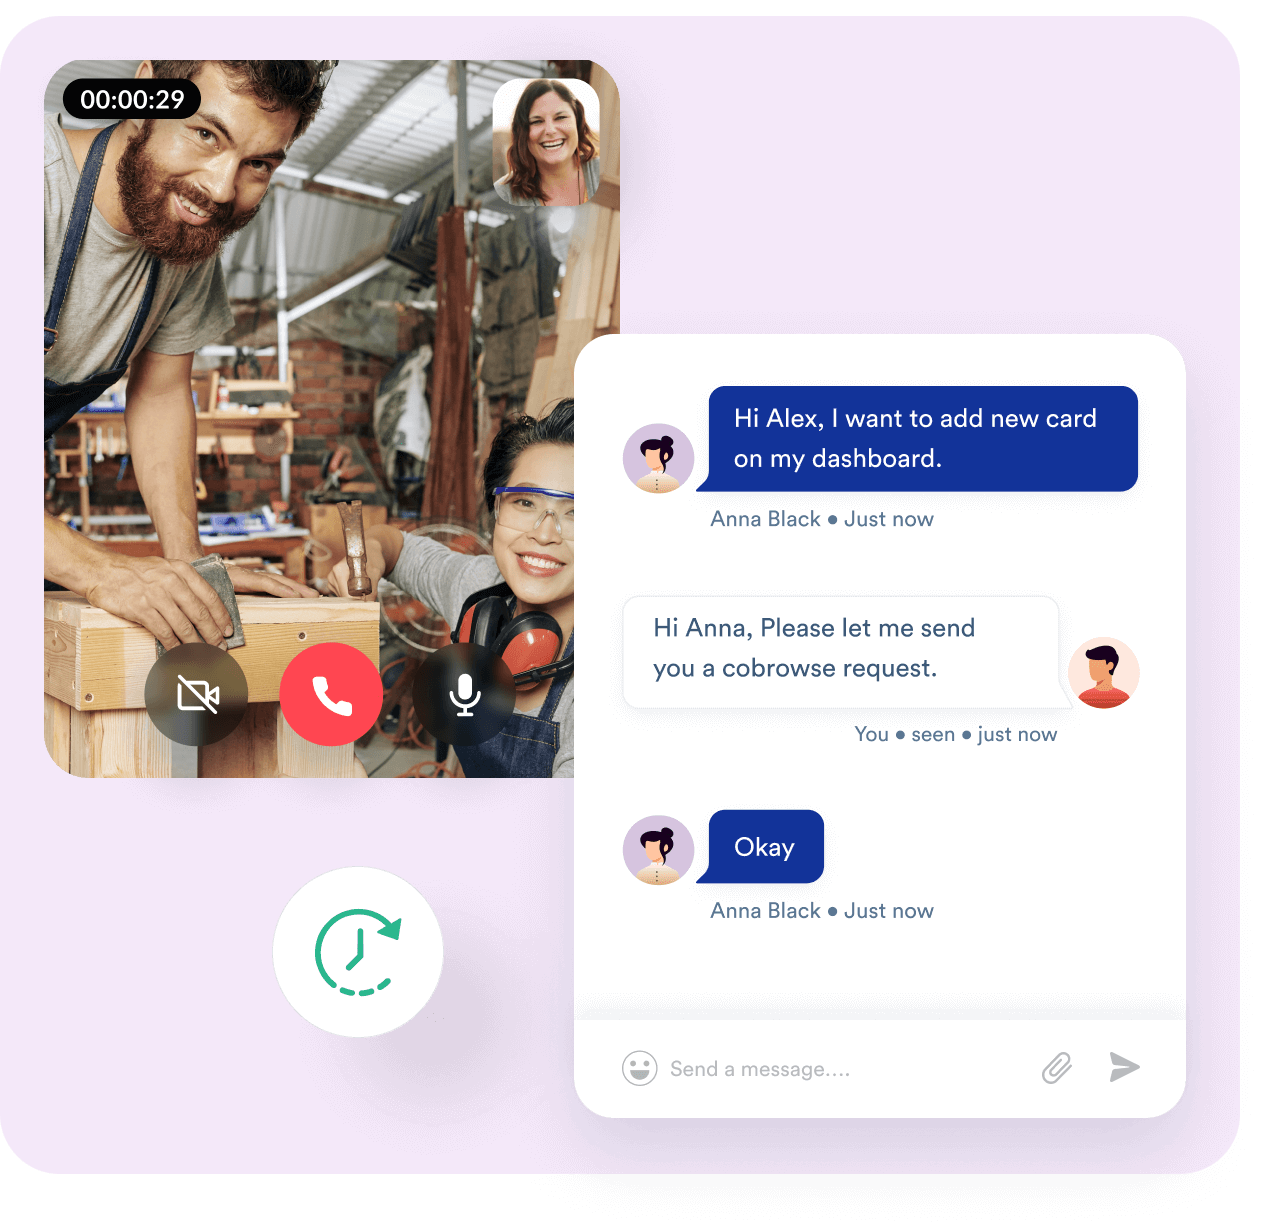 00:00:29
Hi Alex, I want to add new card
on my dashboard.
Anna Black • Just now
Hi Anna, Please let me send
you a cobrowse request.
You • seen • just now
Okay
Anna Black • Just now
Send a message....